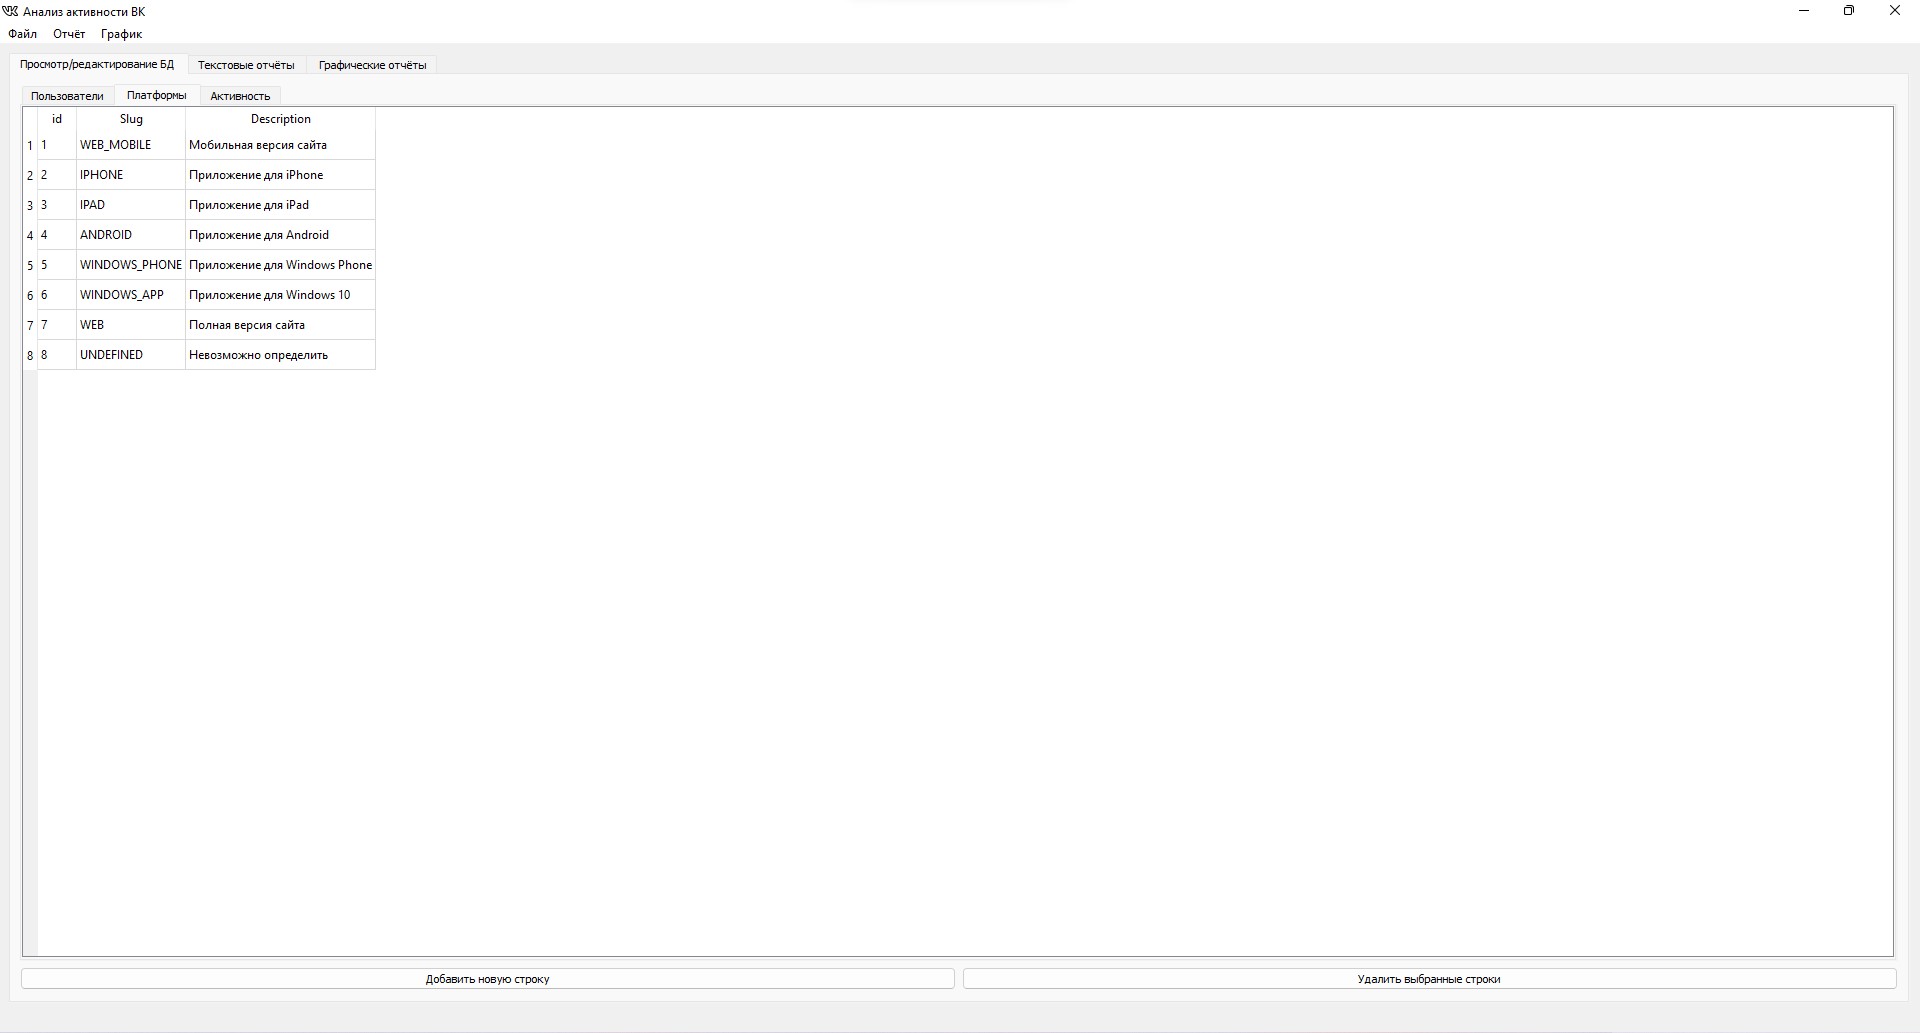 Анализ активности ВК
Файл Отчёт График
Просмотр/редактирование БД Текстовые отчёты Графические отчёты
Пользователи Платформы Активность
id Slug Description
1 1 WEB_MOBILE Мобильная версия сайта
2 2 IPHONE Приложение для iPhone
3 3 IPAD Приложение для iPad
4 4 ANDROID Приложение для Android
5 5 WINDOWS_PHONE Приложение для Windows Phone
6 6 WINDOWS_APP Приложение для Windows 10
7 7 WEB Полная версия сайта
8 8 UNDEFINED Невозможно определить
Добавить новую строку Удалить выбранные строки